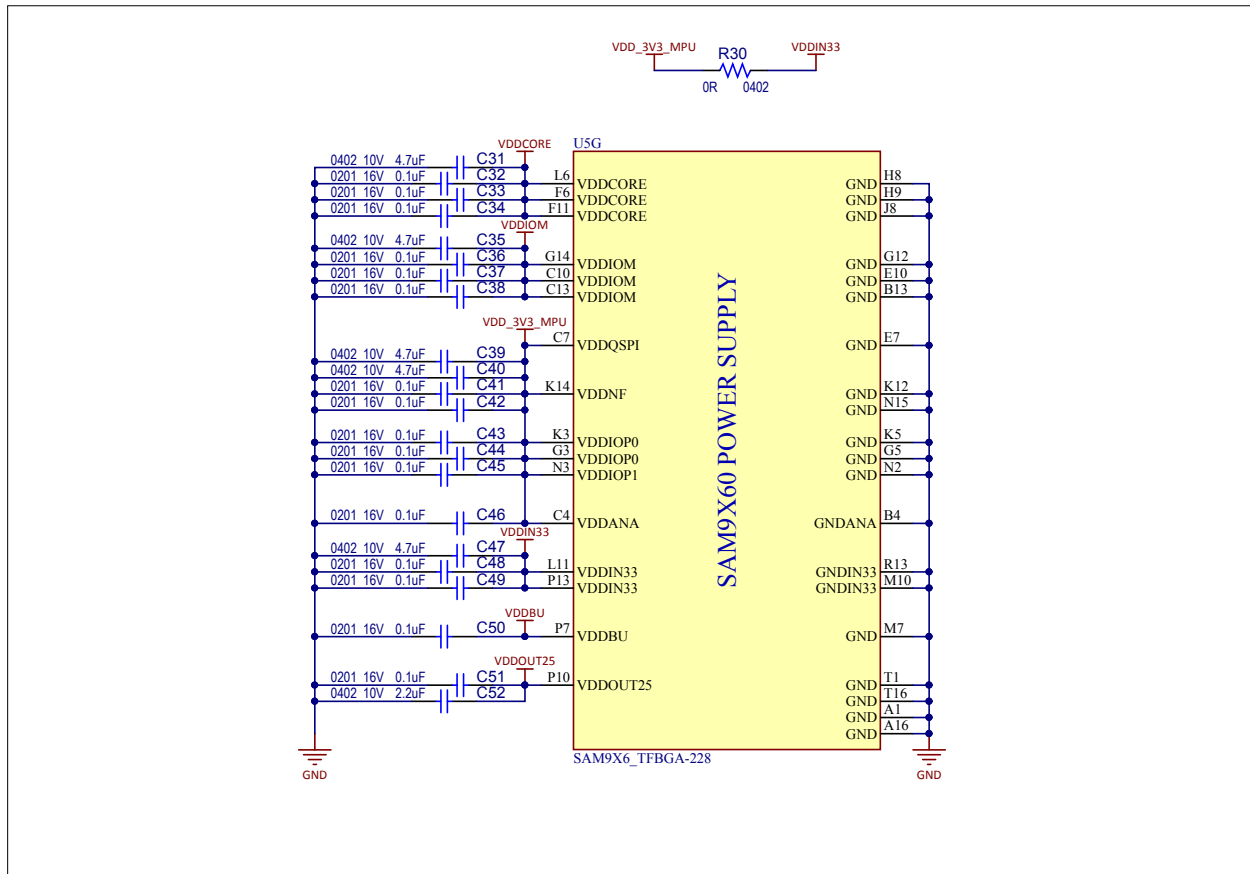 VDD_3V3_MPU R30 VDDIN33
0R 0402
U5G
VDDCORE
0402 10V 4.7uF C31
0201 16V 0.1uF C32 L6 VDDCORE GND H8
0201 16V 0.1uF C33 F6 VDDCORE GND H9
0201 16V 0.1uF C34 F11 VDDCORE GND J8
VDDIOM
0402 10V 4.7uF C35
0201 16V 0.1uF C36 G14 VDDIOM GND G12
0201 16V 0.1uF C37 C10 VDDIOM GND E10
0201 16V 0.1uF C38 C13 VDDIOM GND B13
VDD_3V3_MPU
C7 VDDQSPI GND E7
0402 10V 4.7uF C39
0402 10V 4.7uF C40
0201 16V 0.1uF C41 K14 VDDNF GND K12
0201 16V 0.1uF C42 GND N15
0201 16V 0.1uF C43 K3 VDDIOP0 GND K5
0201 16V 0.1uF C44 G3 VDDIOP0 GND G5
0201 16V 0.1uF C45 N3 VDDIOP1 GND N2
0201 16V 0.1uF C46 C4 VDDANA GNDANA B4
VDDIN33
0402 10V 4.7uF C47
0201 16V 0.1uF C48 L11 VDDIN33 GNDIN33 R13
0201 16V 0.1uF C49 P13 VDDIN33 GNDIN33 M10
VDDBU
0201 16V 0.1uF C50 P7 VDDBU GND M7
VDDOUT25
0201 16V 0.1uF C51 P10 VDDOUT25 GND T1
0402 10V 2.2uF C52 GND T16
GND A1
GND A16
SAM9X60 POWER SUPPLY
SAM9X6_TFBGA-228
GND GND